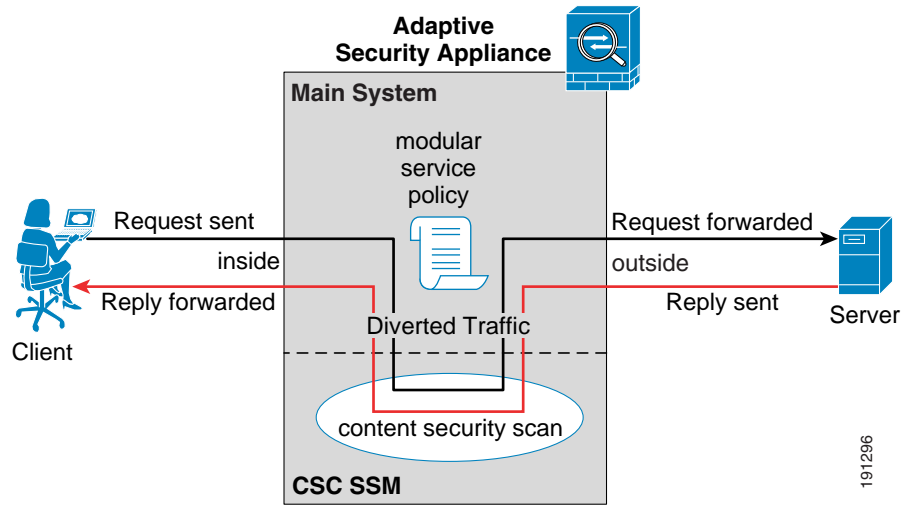 Adaptive
Security Appliance
Main System
modular
service
policy
Request sent
Request forwarded
inside
outside
Reply forwarded
Reply sent
Diverted Traffic
Client
Server
content security scan
CSC SSM
191296